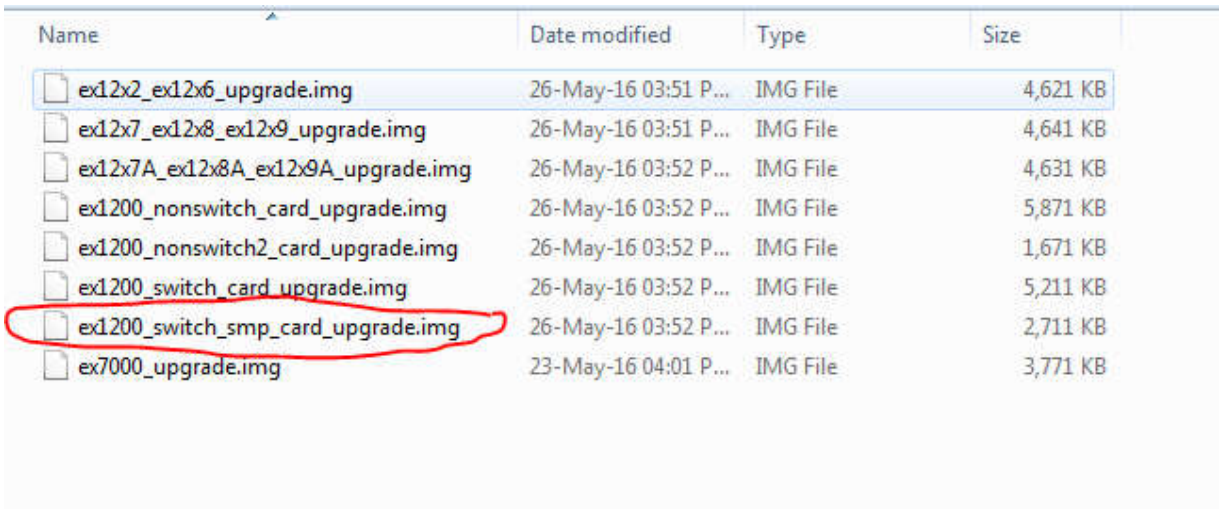 Name Date modified Type Size
ex12x2_ex12x6_upgrade.img 26-May-16 03:51 P... IMG File 4,621 KB
ex12x7_ex12x8_ex12x9_upgrade.img 26-May-16 03:51 P... IMG File 4,641 KB
ex12x7A_ex12x8A_ex12x9A_upgrade.img 26-May-16 03:52 P... IMG File 4,631 KB
ex1200_nonswitch_card_upgrade.img 26-May-16 03:52 P... IMG File 5,871 KB
ex1200_nonswitch2_card_upgrade.img 26-May-16 03:52 P... IMG File 1,671 KB
ex1200_switch_card_upgrade.img 26-May-16 03:52 P... IMG File 5,211 KB
ex1200_switch_smp_card_upgrade.img 26-May-16 03:52 P... IMG File 2,711 KB
ex7000_upgrade.img 23-May-16 04:01 P... IMG File 3,771 KB